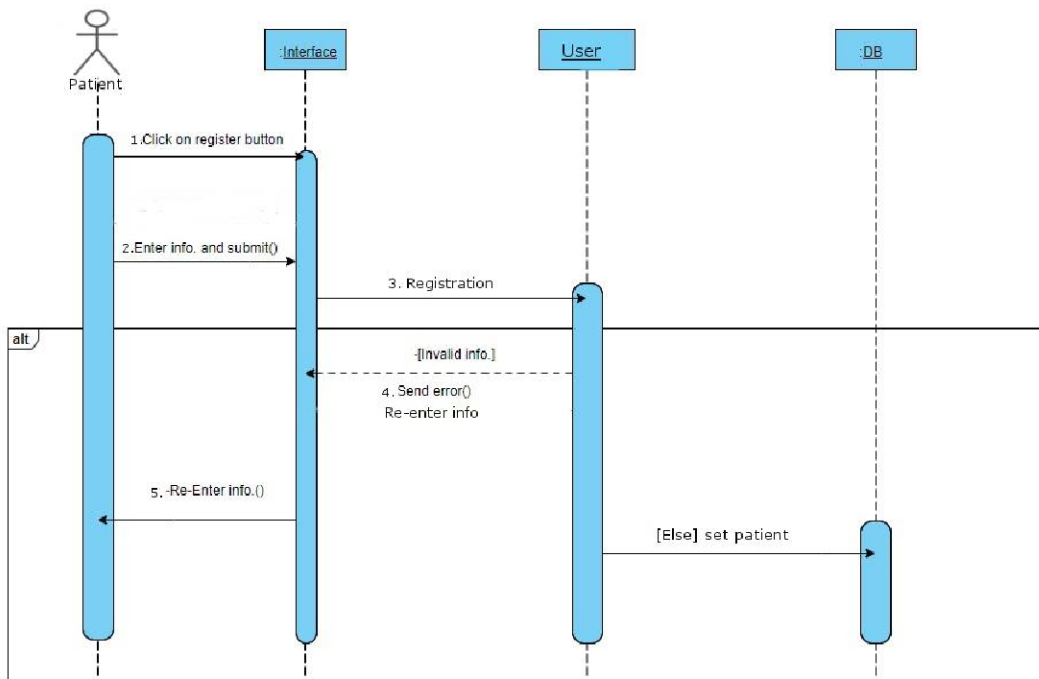 Patient
:Interface
User
:DB
1.Click on register button
2.Enter info. and submit()
3. Registration
alt
-[Invalid info.]
4. Send error()
Re-enter info
5. -Re-Enter info.()
[Else] set patient